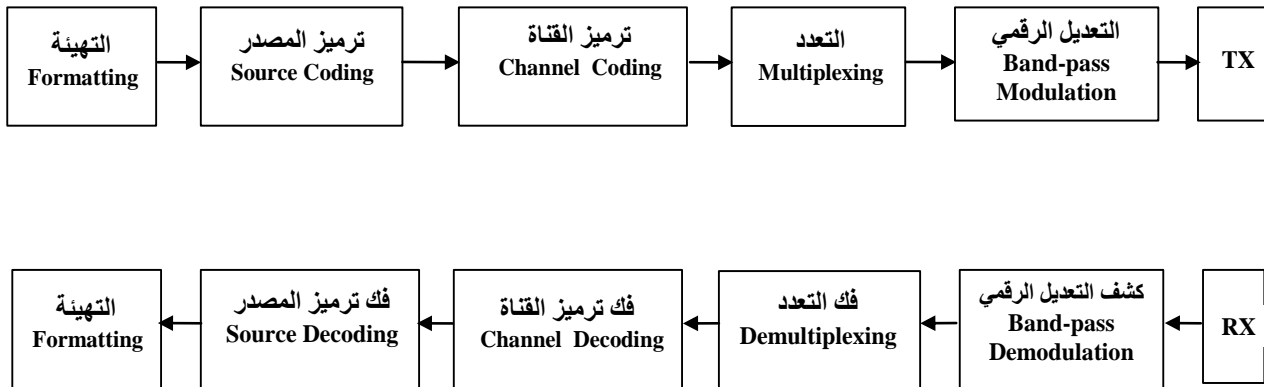 التهيئة
Formatting
ترميز المصدر
Source Coding
ترميز القناة
Channel Coding
التعدد
Multiplexing
التعديل الرقمي
Band-pass
Modulation
TX
التهيئة
Formatting
فك ترميز المصدر
Source Decoding
فك ترميز القناة
Channel Decoding
فك التعدد
Demultiplexing
كشف التعديل الرقمي
Band-pass
Demodulation
RX